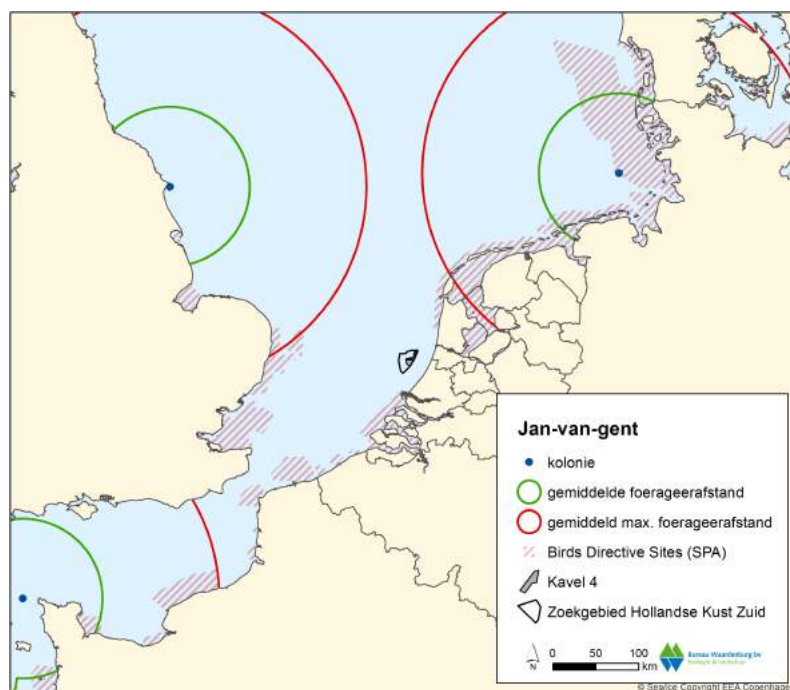 Jan-van-gent
kolonie
gemiddelde foerageerafstand
gemiddeld max. foerageerafstand
Birds Directive Sites (SPA)
Kavel 4
Zoekgebied Hollandse Kust Zuid
N
0 50 100
km
Bureau Waardenburg bv
© Seaice Copyright EEA Copenhagen